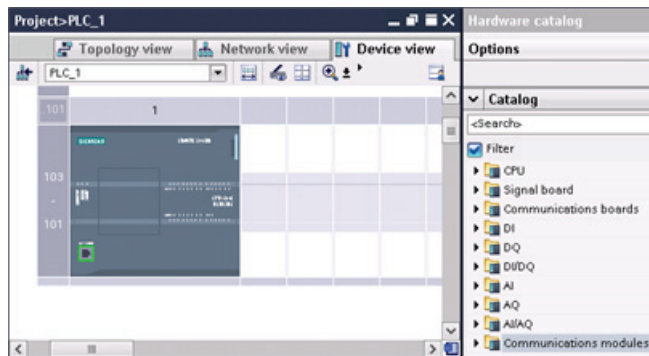 Project>PLC_1
Topology view
Network view
Device view
PLC_1
.101
1
103
-
101
SIEMENS
Hardware catalog
Options
Catalog
<Search>
Filter
CPU
Signal board
Communications boards
DI
DQ
DI/DQ
AI
AQ
AI/AQ
Communications modules